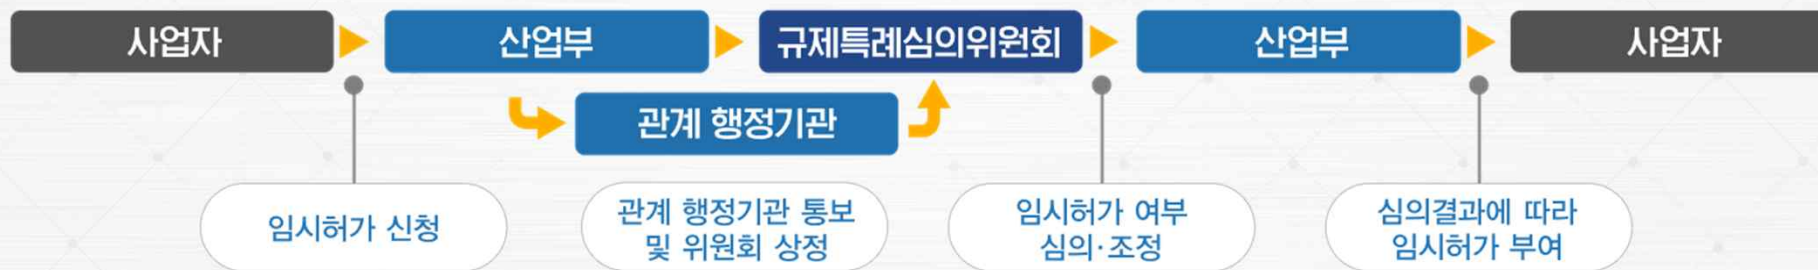 사업자
산업부
규제특례심의위원회
산업부
사업자
관계 행정기관
임시허가 신청
관계 행정기관 통보
및 위원회 상정
임시허가 여부
심의·조정
심의결과에 따라
임시허가 부여